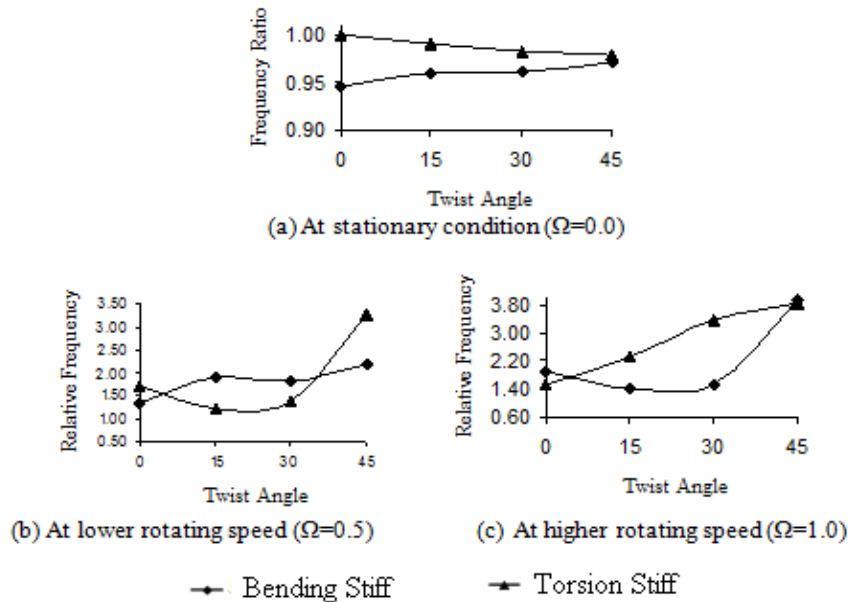 Frequency Ratio
1.00
0.95
0.90
0 15 30 45
Twist Angle
(a) At stationary condition (Ω=0.0)
Relative Frequency
3.50
3.00
2.00
1.50
1.00
0.50
0 15 30 45
Twist Angle
(b) At lower rotating speed (Ω=0.5)
Relative Frequency
3.80
3.00
2.20
1.40
0.60
0 15 30 45
Twist Angle
(c) At higher rotating speed (Ω=1.0)
Bending Stiff
Torsion Stiff